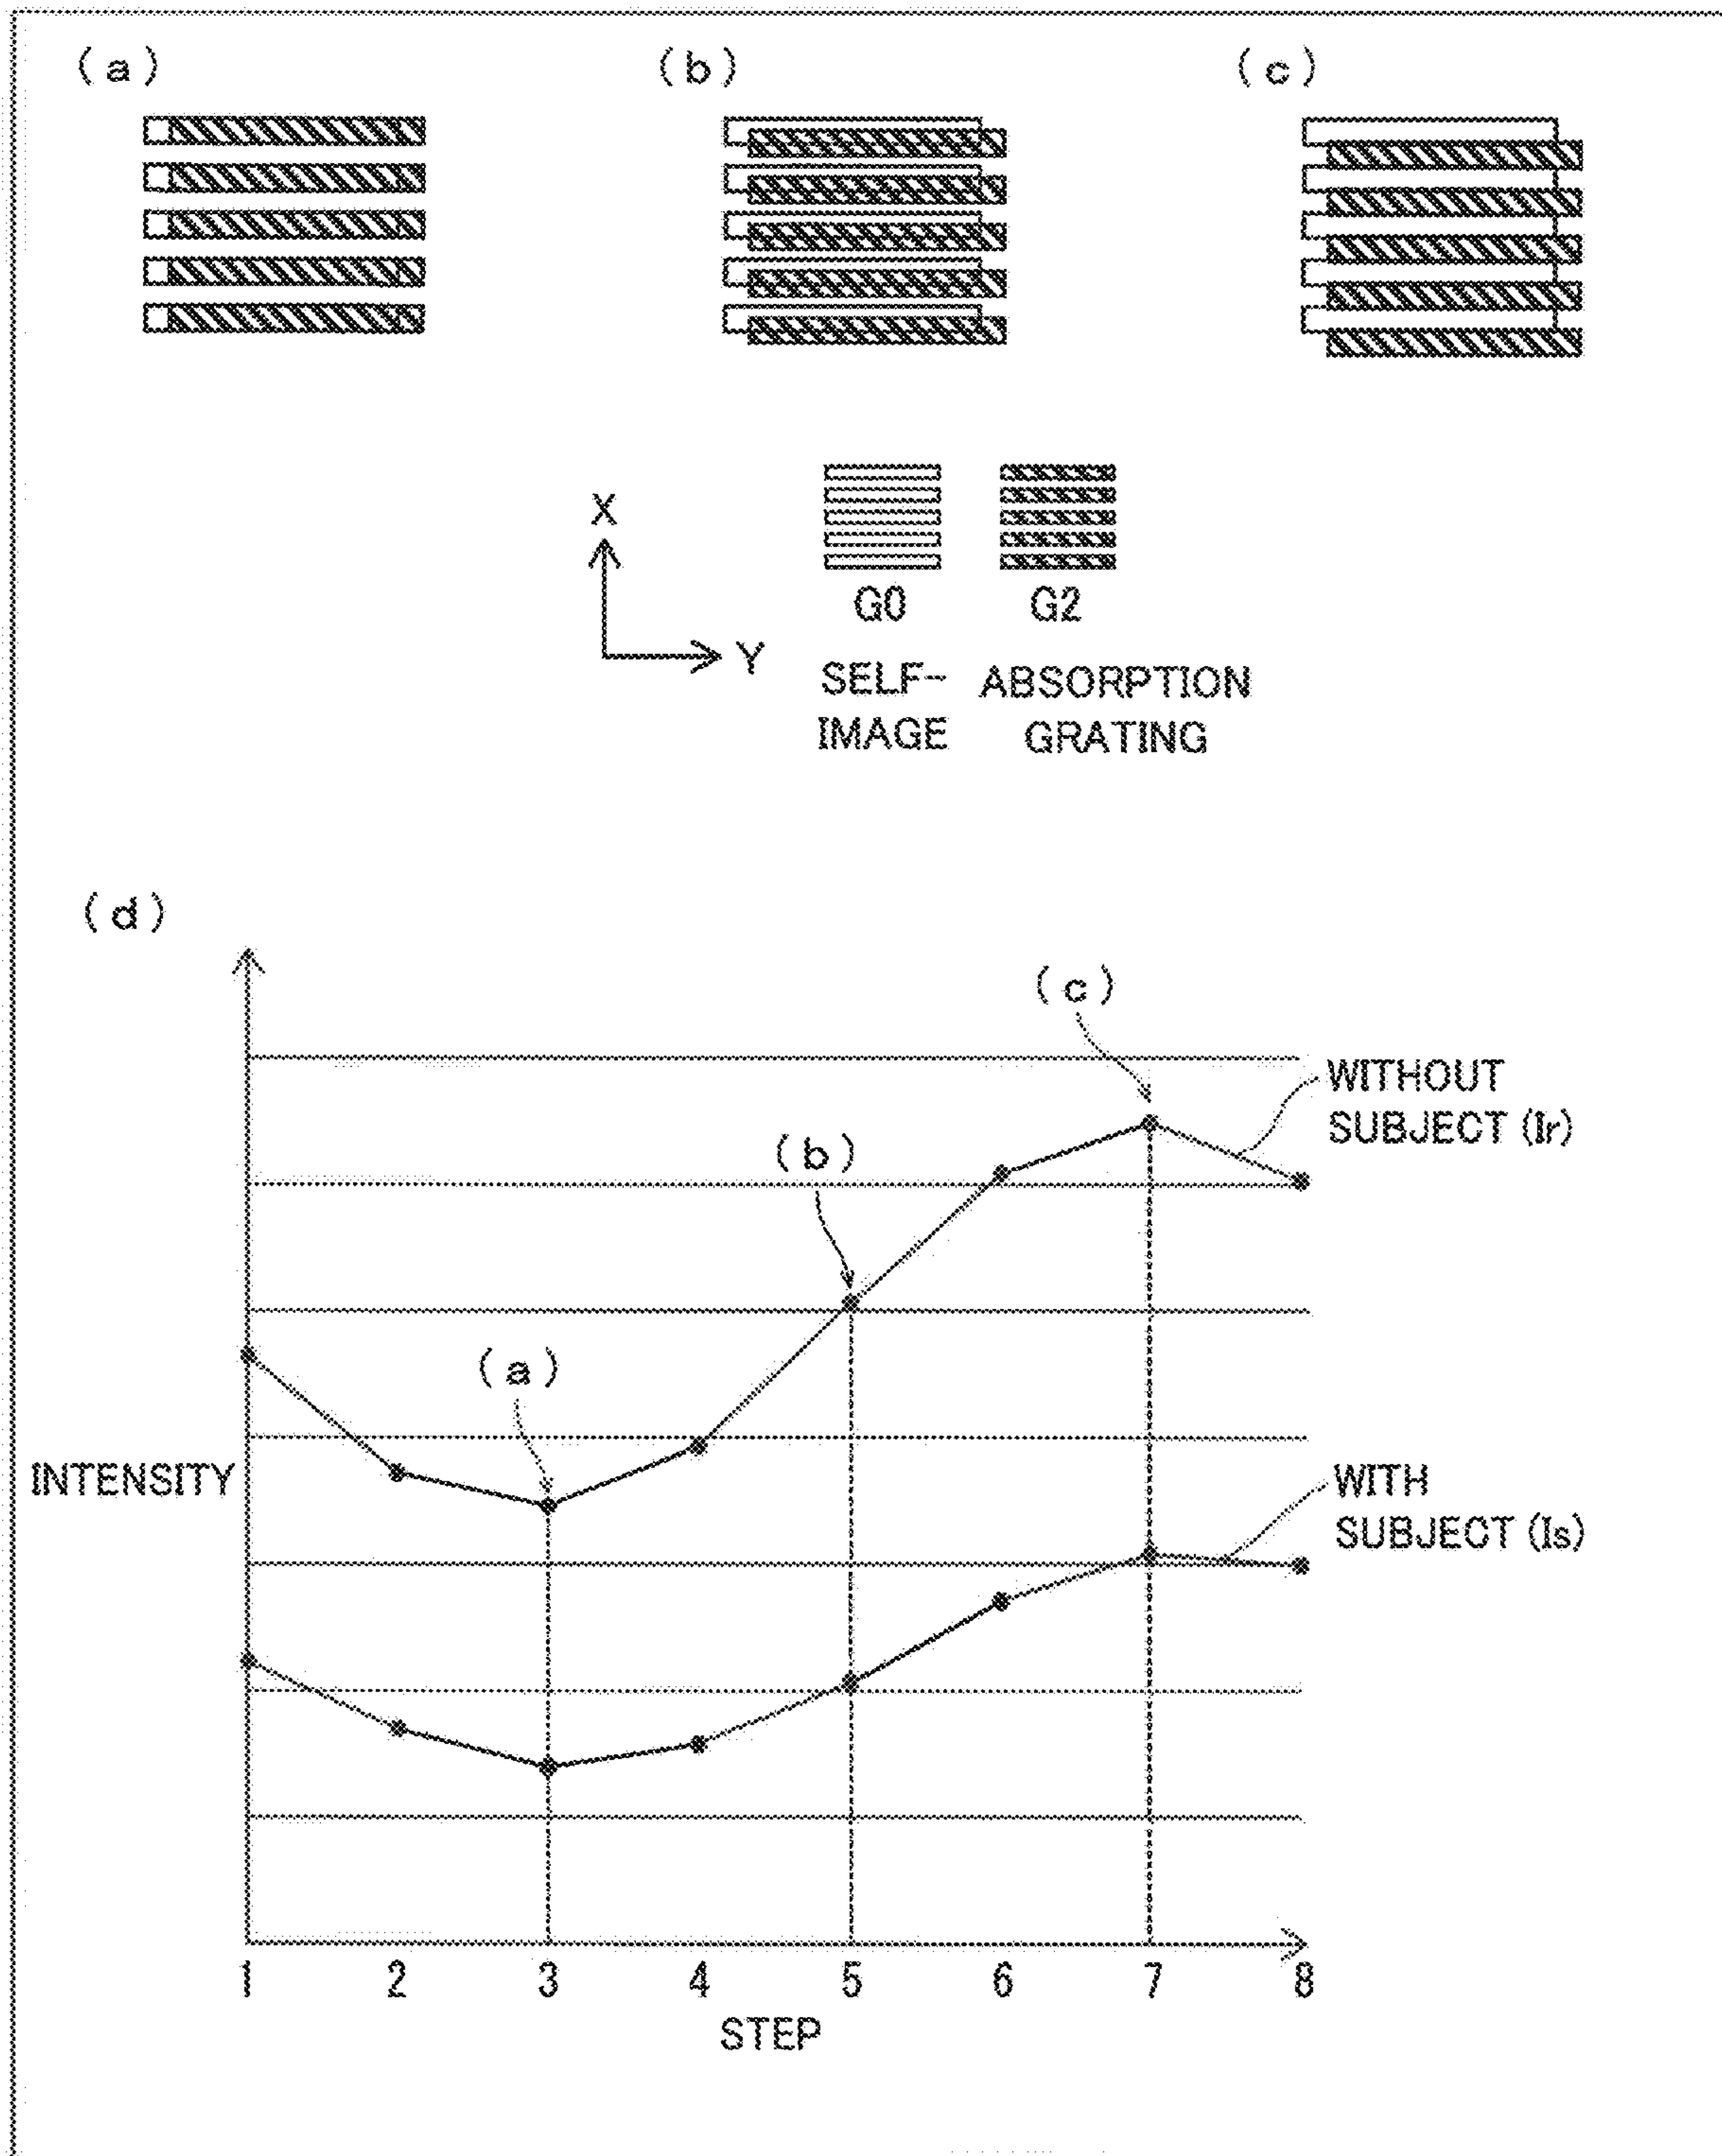 (a)
(b)
(c)
X
Y
G0
G2
SELF-
IMAGE
ABSORPTION
GRATING
(d)
(c)
WITHOUT
SUBJECT (Ir)
(b)
(a)
INTENSITY
WITH
SUBJECT (Is)
1 2 3 4 5 6 7 8
STEP